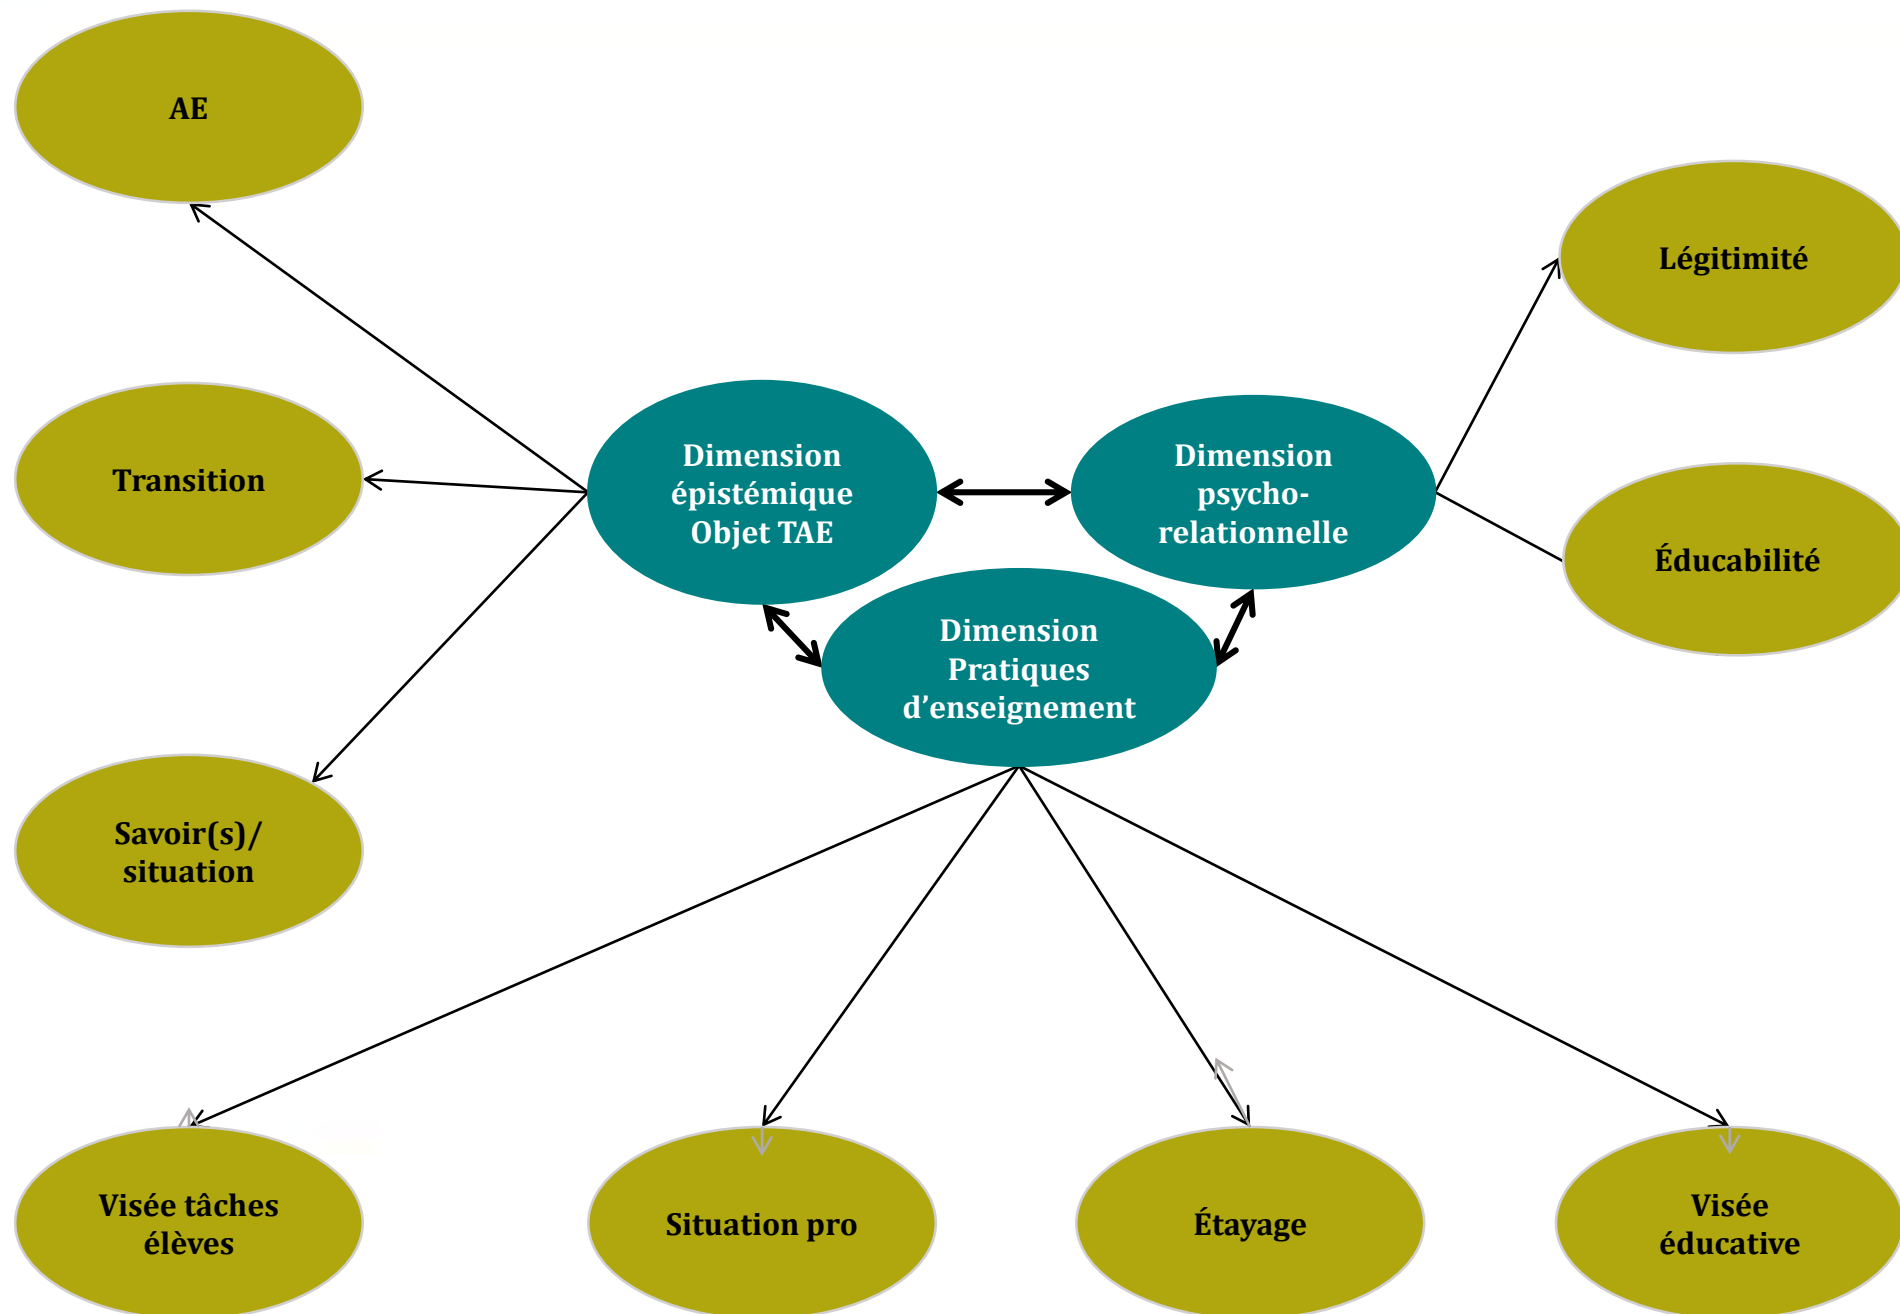 AE
Légitimité
Transition
Dimension
épistémique
Objet TAE
Dimension
psycho-
relationnelle
Éducabilité
Dimension
Pratiques
d’enseignement
Savoir(s)/
situation
Visée tâches
élèves
Situation pro
Étayage
Visée
éducative